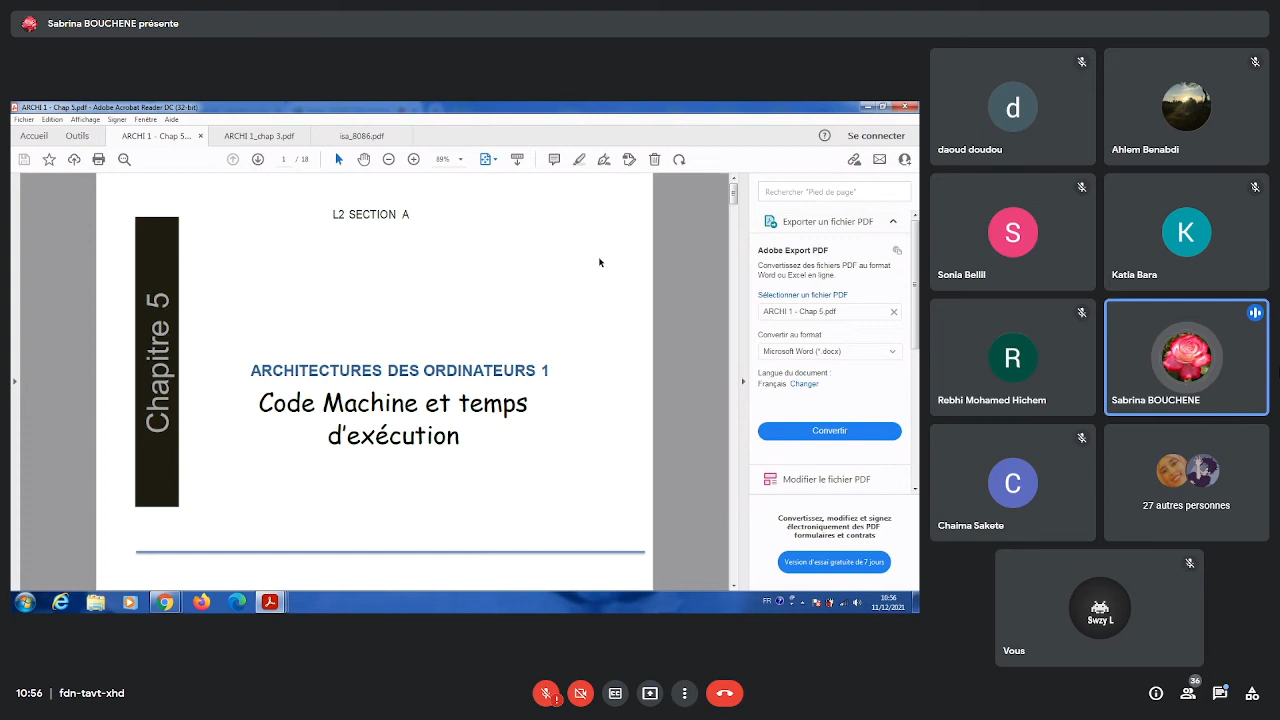 Sabrina BOUCHENE présente
ARCHI 1 - Chap 5.pdf - Adobe Acrobat Reader DC (32-bit)
Fichier Edition Affichage Signer Fenêtre Aide
Accueil Outils ARCHI 1 - Chap 5... × ARCHI 1_chap 3.pdf isa_8086.pdf Se connecter
1 / 18 89%
L2 SECTION A
Chapitre 5
ARCHITECTURES DES ORDINATEURS 1
Code Machine et temps
d'exécution
Rechercher "Pied de page"
Exporter un fichier PDF
Adobe Export PDF
Convertissez des fichiers PDF au format
Word ou Excel en ligne.
Sélectionner un fichier PDF
ARCHI 1 - Chap 5.pdf
Convertir au format
Microsoft Word (*.docx)
Langue du document :
Français Changer
Convertir
Modifier le fichier PDF
Convertissez, modifiez et signez
électroniquement des PDF
formulaires et contrats
Version d'essai gratuite de 7 jours
FR 10:56
11/12/2021
d
daoud doudou
Ahlem Benabdi
S
Sonia Bellil
K
Katia Bara
R
Rebhi Mohamed Hichem
Sabrina BOUCHENE
C
Chaima Sakete
27 autres personnes
Swzy L
Vous
10:56 | fdn-tavt-xhd
36